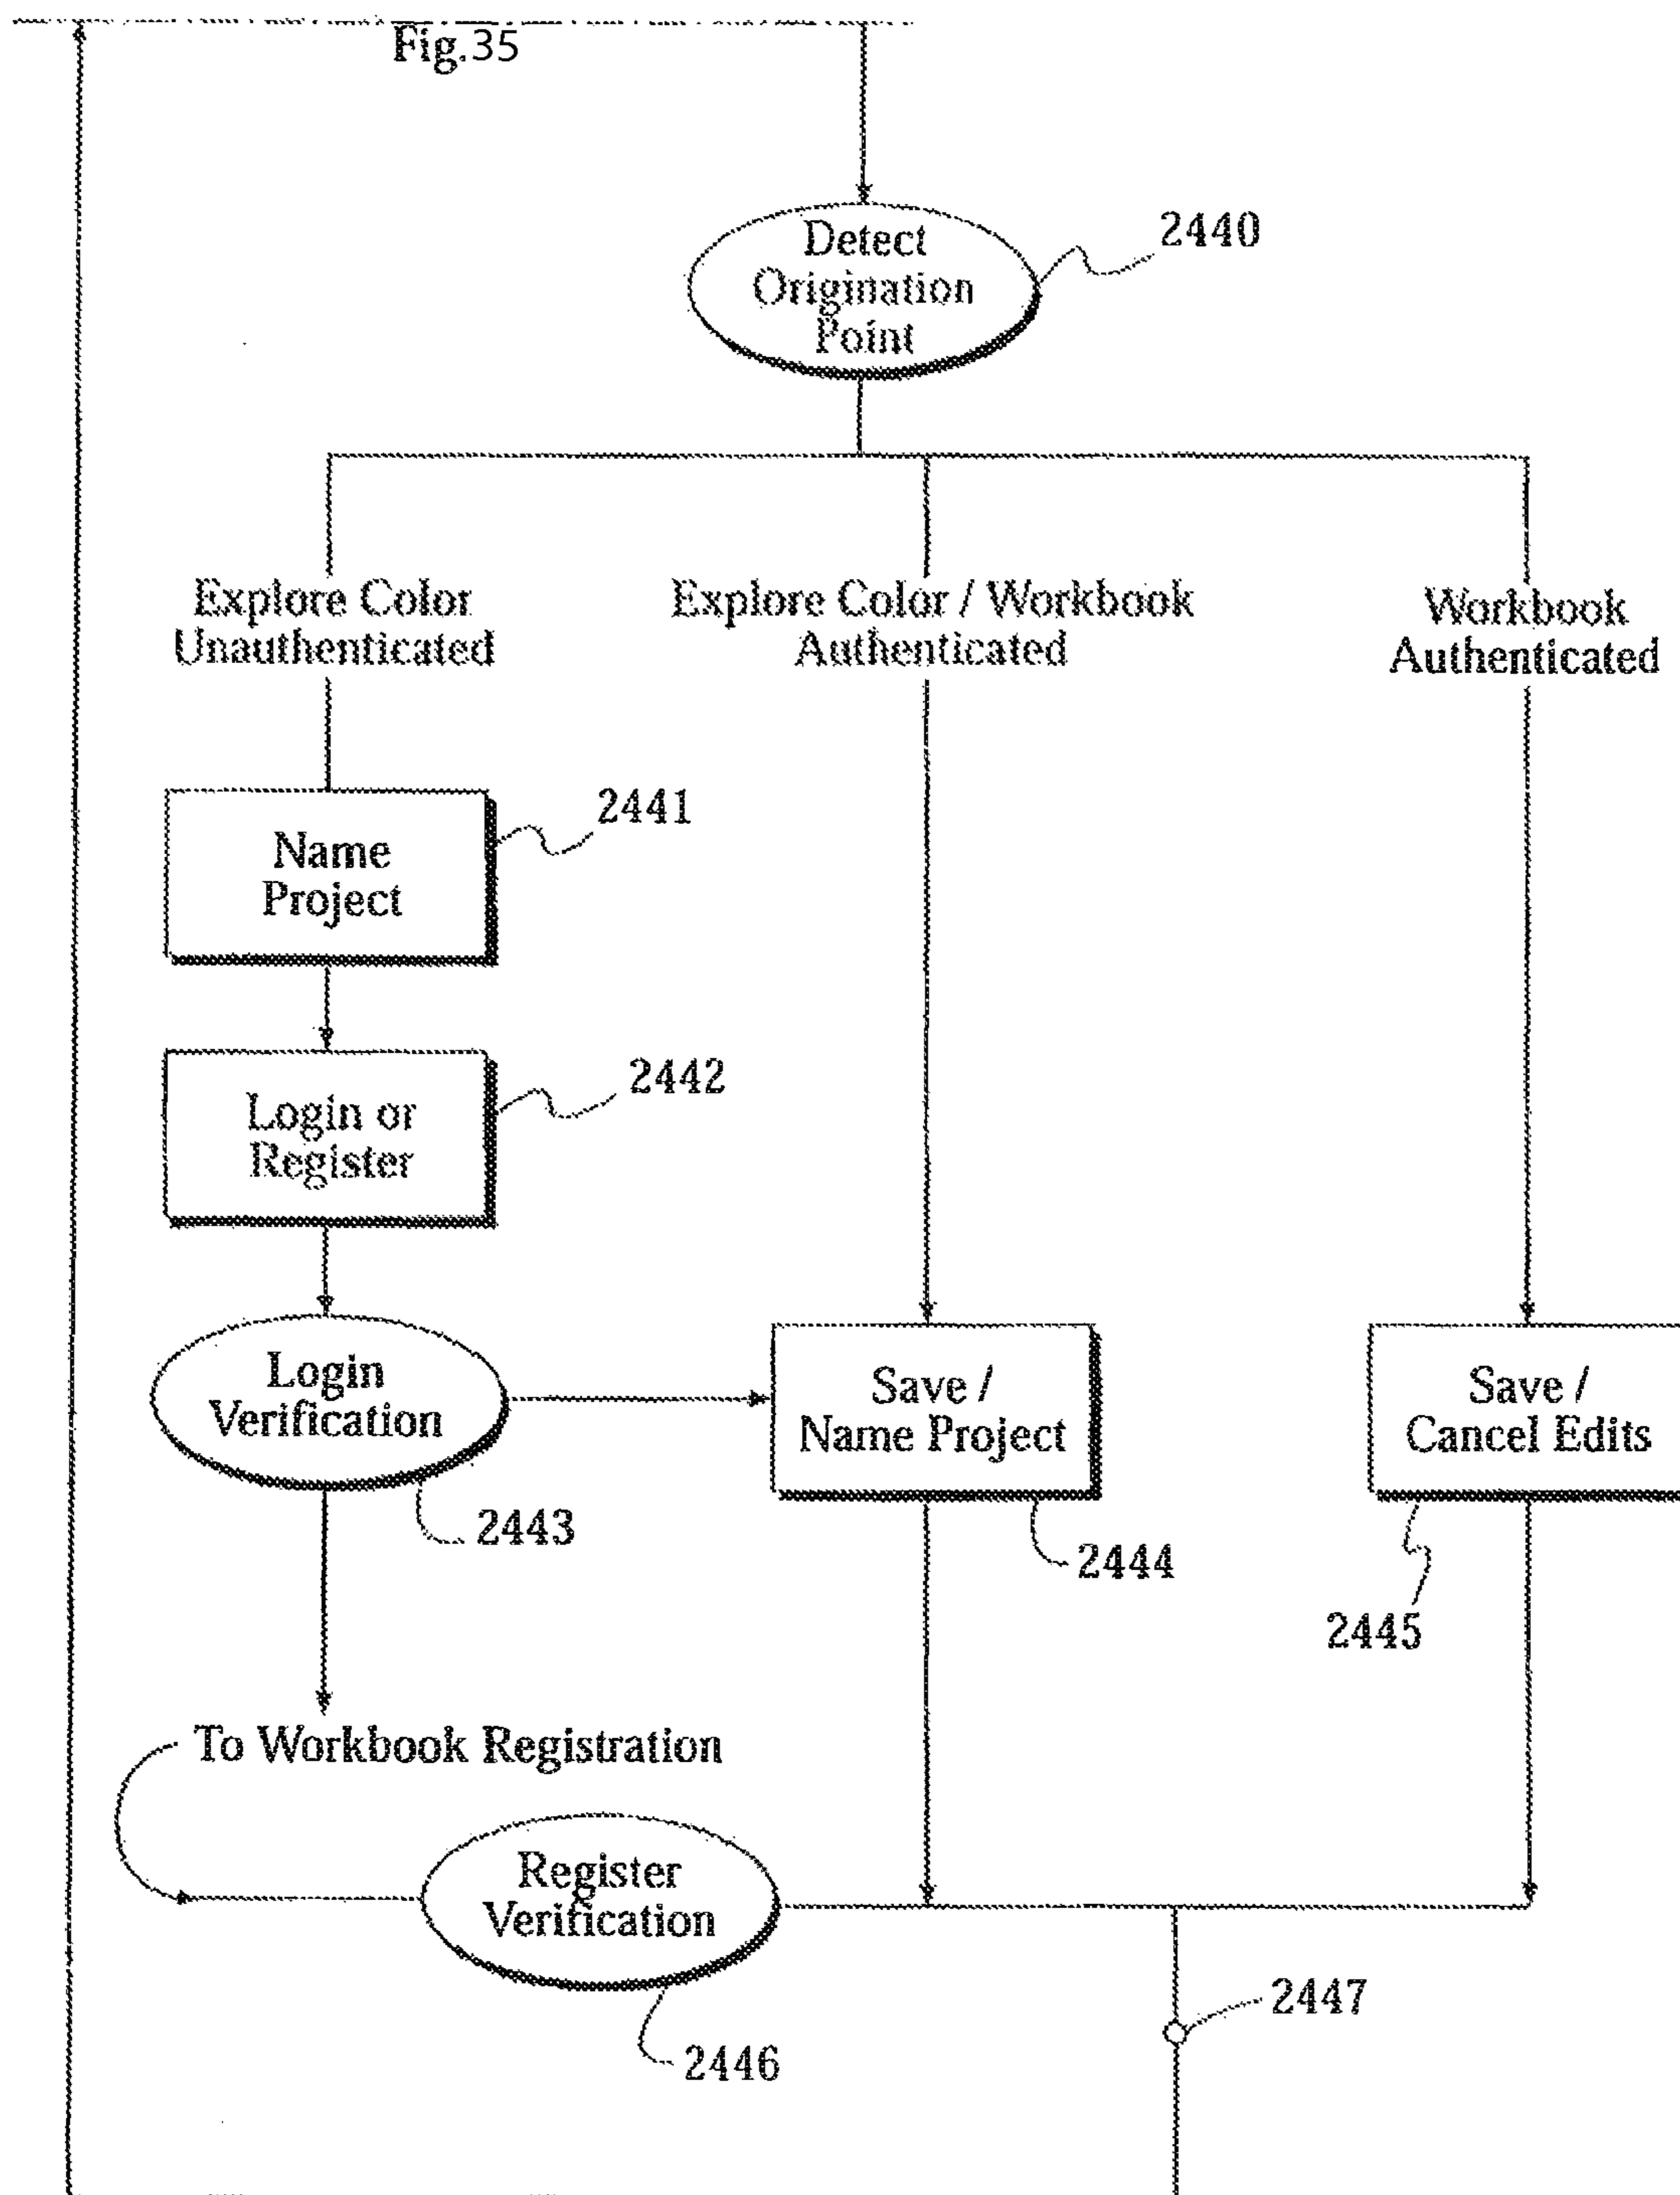 Fig.35
2440
Detect
Origination
Point
Explore Color
Unauthenticated
Explore Color / Workbook
Authenticated
Workbook
Authenticated
2441
Name
Project
2442
Login or
Register
Login
Verification
Save /
Name Project
Save /
Cancel Edits
2443
2444
2445
To Workbook Registration
Register
Verification
2447
2446